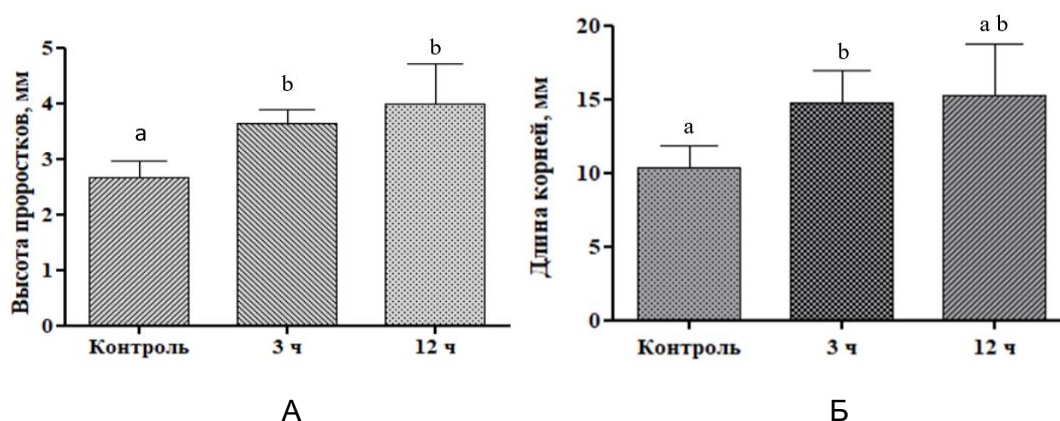 Высота проростков, мм
5
4
3
2
1
0
a
b
b
Контроль 3 ч 12 ч
А
Длина корней, мм
20
15
10
5
0
a
b
a b
Контроль 3 ч 12 ч
Б